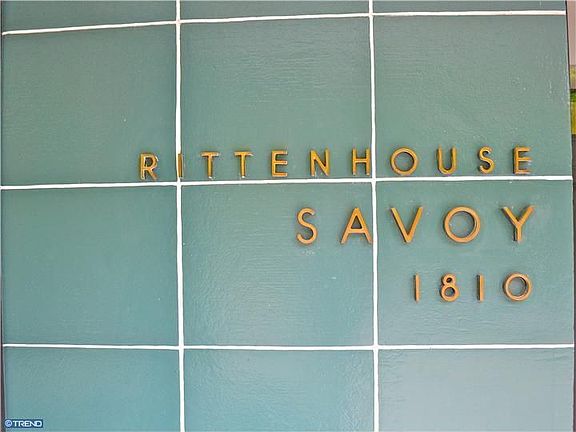 RITTENHOUSE
SAVOY
1810
©TREND